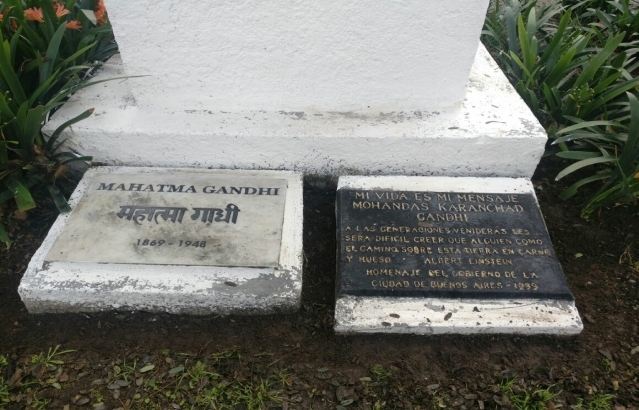 MAHATMA GANDHI
महात्मा गांधी
1869 - 1948
MI VIDA ES MI MENSAJE
MOHANDAS KARANCHAD
GANDHI
A LAS GENERACIONES VENIDERAS LES
SERA DIFICIL CREER QUE ALGUIEN COMO
EL CAMINO SOBRE ESTA TIERRA EN CARNE
Y HUESO - ALBERT EINSTEIN
HOMENAJE DEL GOBIERNO DE LA
CIUDAD DE BUENOS AIRES -